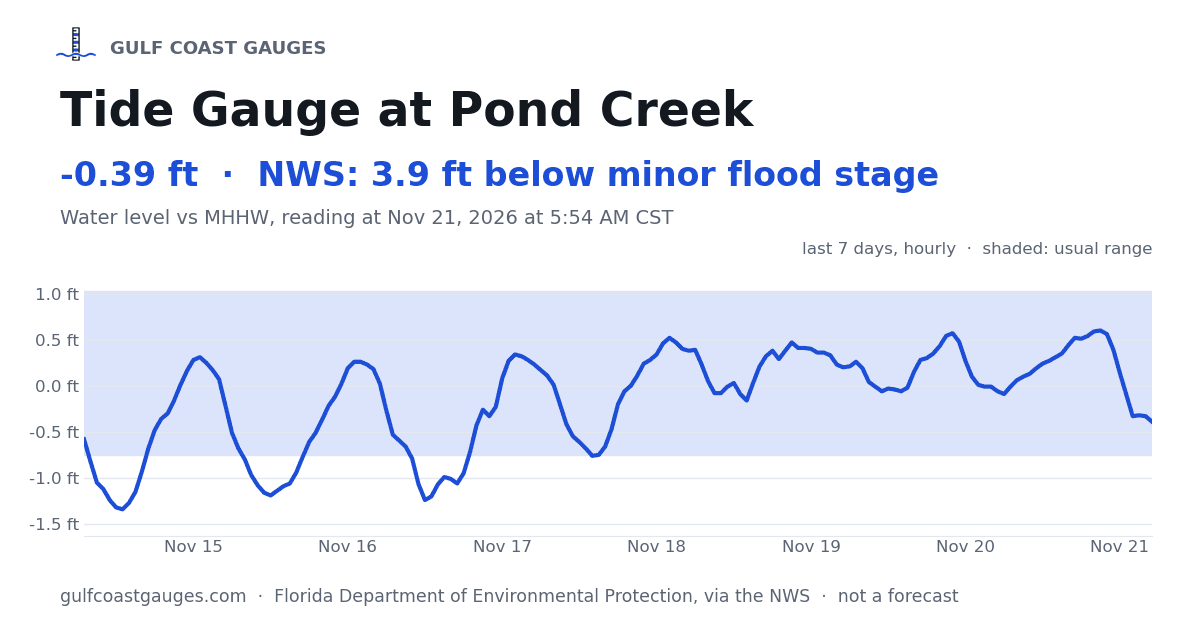 GULF COAST GAUGES
Tide Gauge at Pond Creek
-0.39 ft · NWS: 3.9 ft below minor flood stage
Water level vs MHHW, reading at Nov 21, 2026 at 5:54 AM CST
last 7 days, hourly · shaded: usual range
1.0 ft
0.5 ft
0.0 ft
-0.5 ft
-1.0 ft
-1.5 ft
Nov 15 Nov 16 Nov 17 Nov 18 Nov 19 Nov 20 Nov 21
gulfcoastgauges.com · Florida Department of Environmental Protection, via the NWS · not a forecast